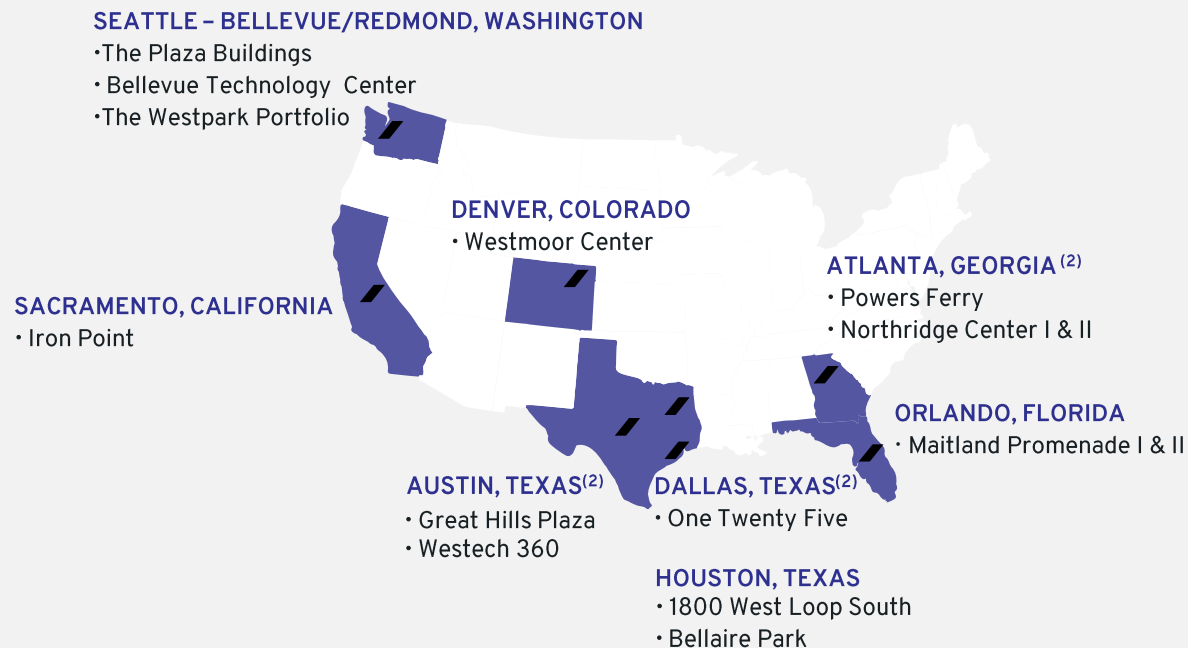 SEATTLE – BELLEVUE/REDMOND, WASHINGTON
•The Plaza Buildings
• Bellevue Technology Center
•The Westpark Portfolio
DENVER, COLORADO
• Westmoor Center
ATLANTA, GEORGIA (2)
• Powers Ferry
• Northridge Center I & II
SACRAMENTO, CALIFORNIA
• Iron Point
ORLANDO, FLORIDA
• Maitland Promenade I & II
AUSTIN, TEXAS(2)
• Great Hills Plaza
• Westech 360
DALLAS, TEXAS(2)
• One Twenty Five
HOUSTON, TEXAS
• 1800 West Loop South
• Bellaire Park